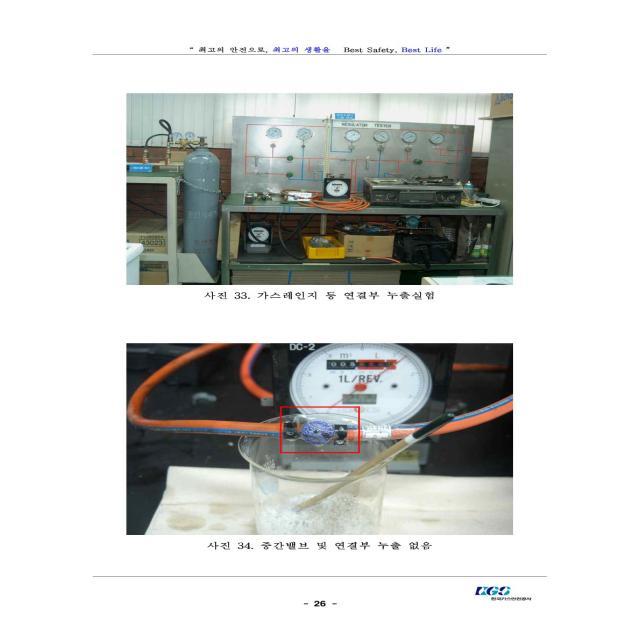 " 최고의 안전으로, 최고의 생활을 Best Safety, Best Life "
REGULATOR TESTER
43023
사진 33. 가스레인지 등 연결부 누출실험
DC-2
m³ L
1L/REV.
사진 34. 중간밸브 및 연결부 누출 없음
KGS
한국가스안전공사
- 26 -